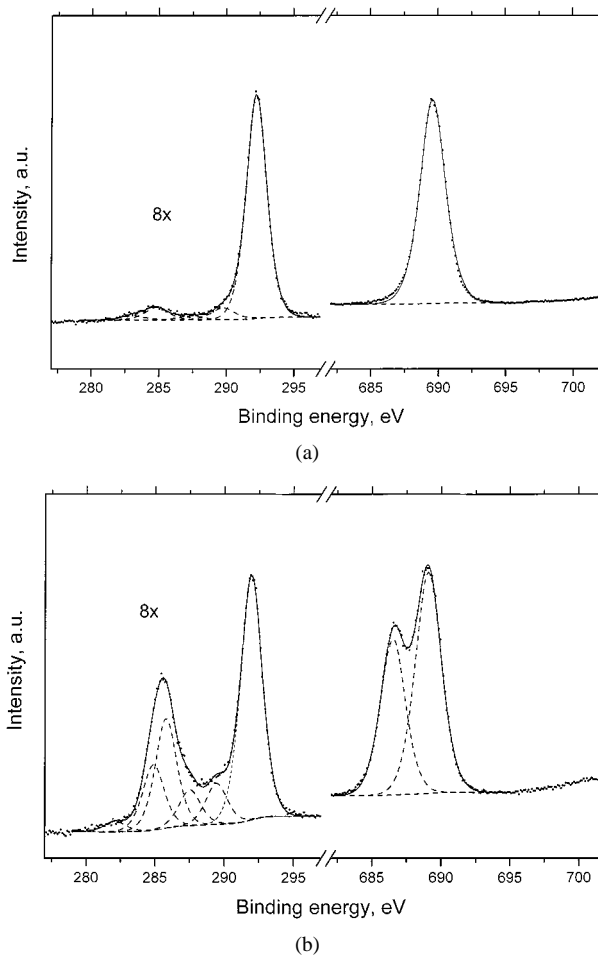 Intensity, a.u.
8x
280 285 290 295 685 690 695 700
Binding energy, eV
(a)
Intensity, a.u.
8x
280 285 290 295 685 690 695 700
Binding energy, eV
(b)